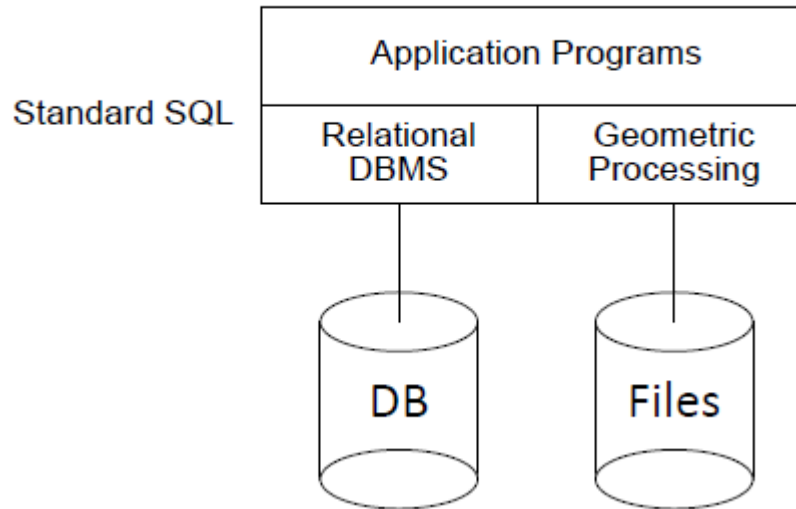 Application Programs
Standard SQL
Relational
DBMS
Geometric
Processing
DB
Files